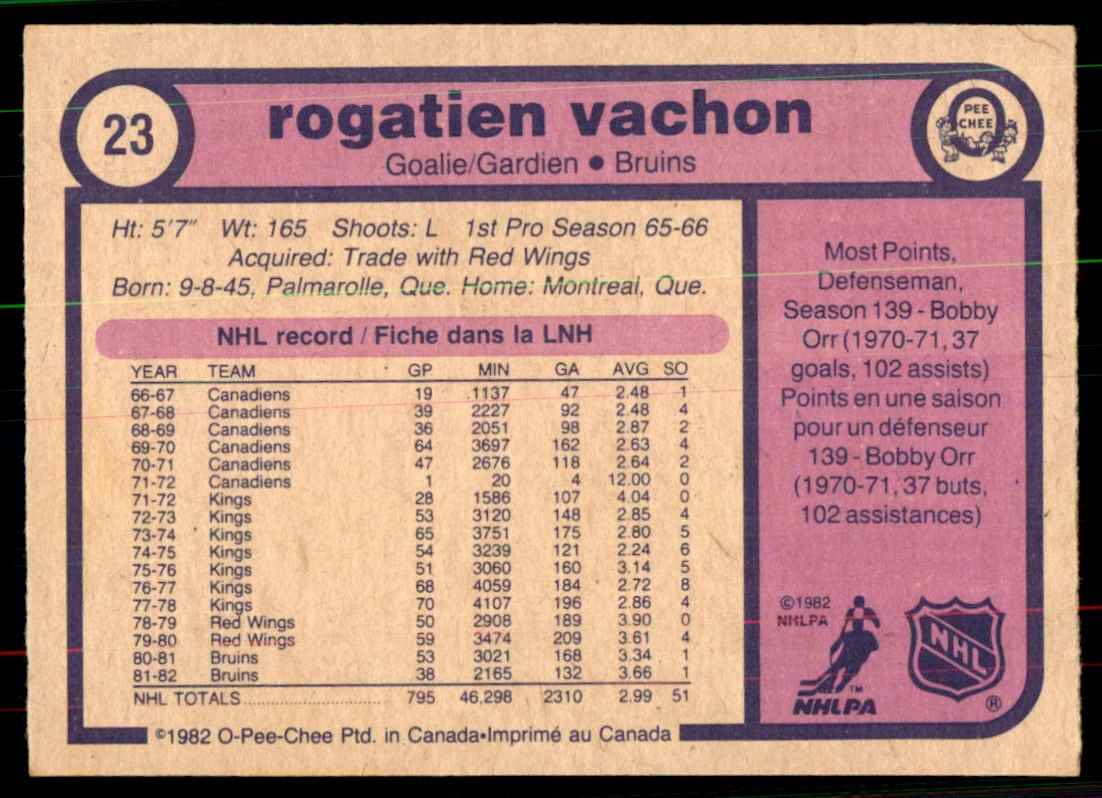 23
rogatien vachon
Goalie/Gardien ● Bruins
PEE
CHEE
Ht: 5'7" Wt: 165 Shoots: L 1st Pro Season 65-66
Acquired: Trade with Red Wings
Born: 9-8-45, Palmarolle, Que. Home: Montreal, Que.
NHL record / Fiche dans la LNH
YEAR TEAM GP MIN GA AVG SO
66-67 Canadiens 19 1137 47 2.48 1
67-68 Canadiens 39 2227 92 2.48 4
68-69 Canadiens 36 2051 98 2.87 2
69-70 Canadiens 64 3697 162 2.63 4
70-71 Canadiens 47 2676 118 2.64 2
71-72 Canadiens 1 20 4 12.00 0
71-72 Kings 28 1586 107 4.04 0
72-73 Kings 53 3120 148 2.85 4
73-74 Kings 65 3751 175 2.80 5
74-75 Kings 54 3239 121 2.24 6
75-76 Kings 51 3060 160 3.14 5
76-77 Kings 68 4059 184 2.72 8
77-78 Kings 70 4107 196 2.86 4
78-79 Red Wings 50 2908 189 3.90 0
79-80 Red Wings 59 3474 209 3.61 4
80-81 Bruins 53 3021 168 3.34 1
81-82 Bruins 38 2165 132 3.66 1
NHL TOTALS............................ 795 46,298 2310 2.99 51
©1982 O-Pee-Chee Ptd. in Canada•Imprimé au Canada
Most Points,
Defenseman,
Season 139 - Bobby
Orr (1970-71, 37
goals, 102 assists)
Points en une saison
pour un défenseur
139 - Bobby Orr
(1970-71, 37 buts,
102 assistances)
©1982
NHLPA
TM
NHLPA
NHL
®